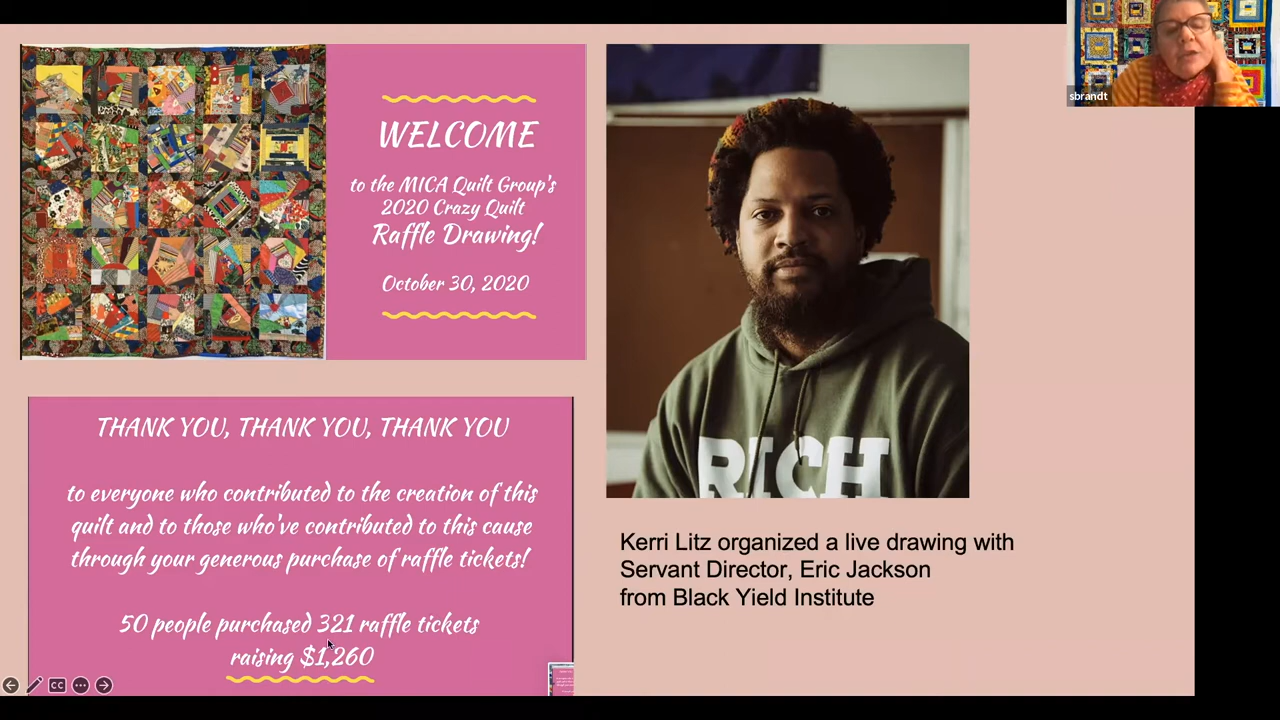 WELCOME
to the MICA Quilt Group's
2020 Crazy Quilt
Raffle Drawing!
October 30, 2020
THANK YOU, THANK YOU, THANK YOU
to everyone who contributed to the creation of this
quilt and to those who've contributed to this cause
through your generous purchase of raffle tickets!
50 people purchased 321 raffle tickets
raising $1,260
RICH
Kerri Litz organized a live drawing with
Servant Director, Eric Jackson
from Black Yield Institute
sbrandt
CC